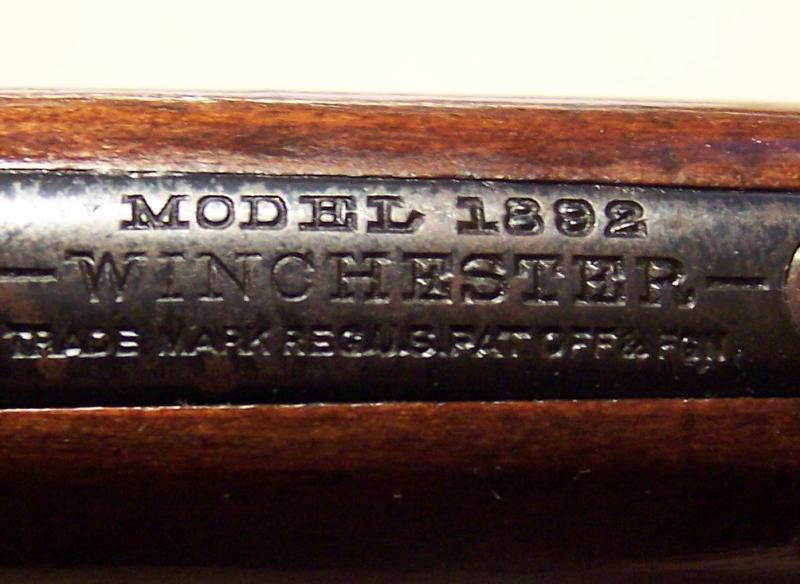 MODEL 1892
—WINCHESTER—
TRADE MARK REG.U.S.PAT OFF.& FGN